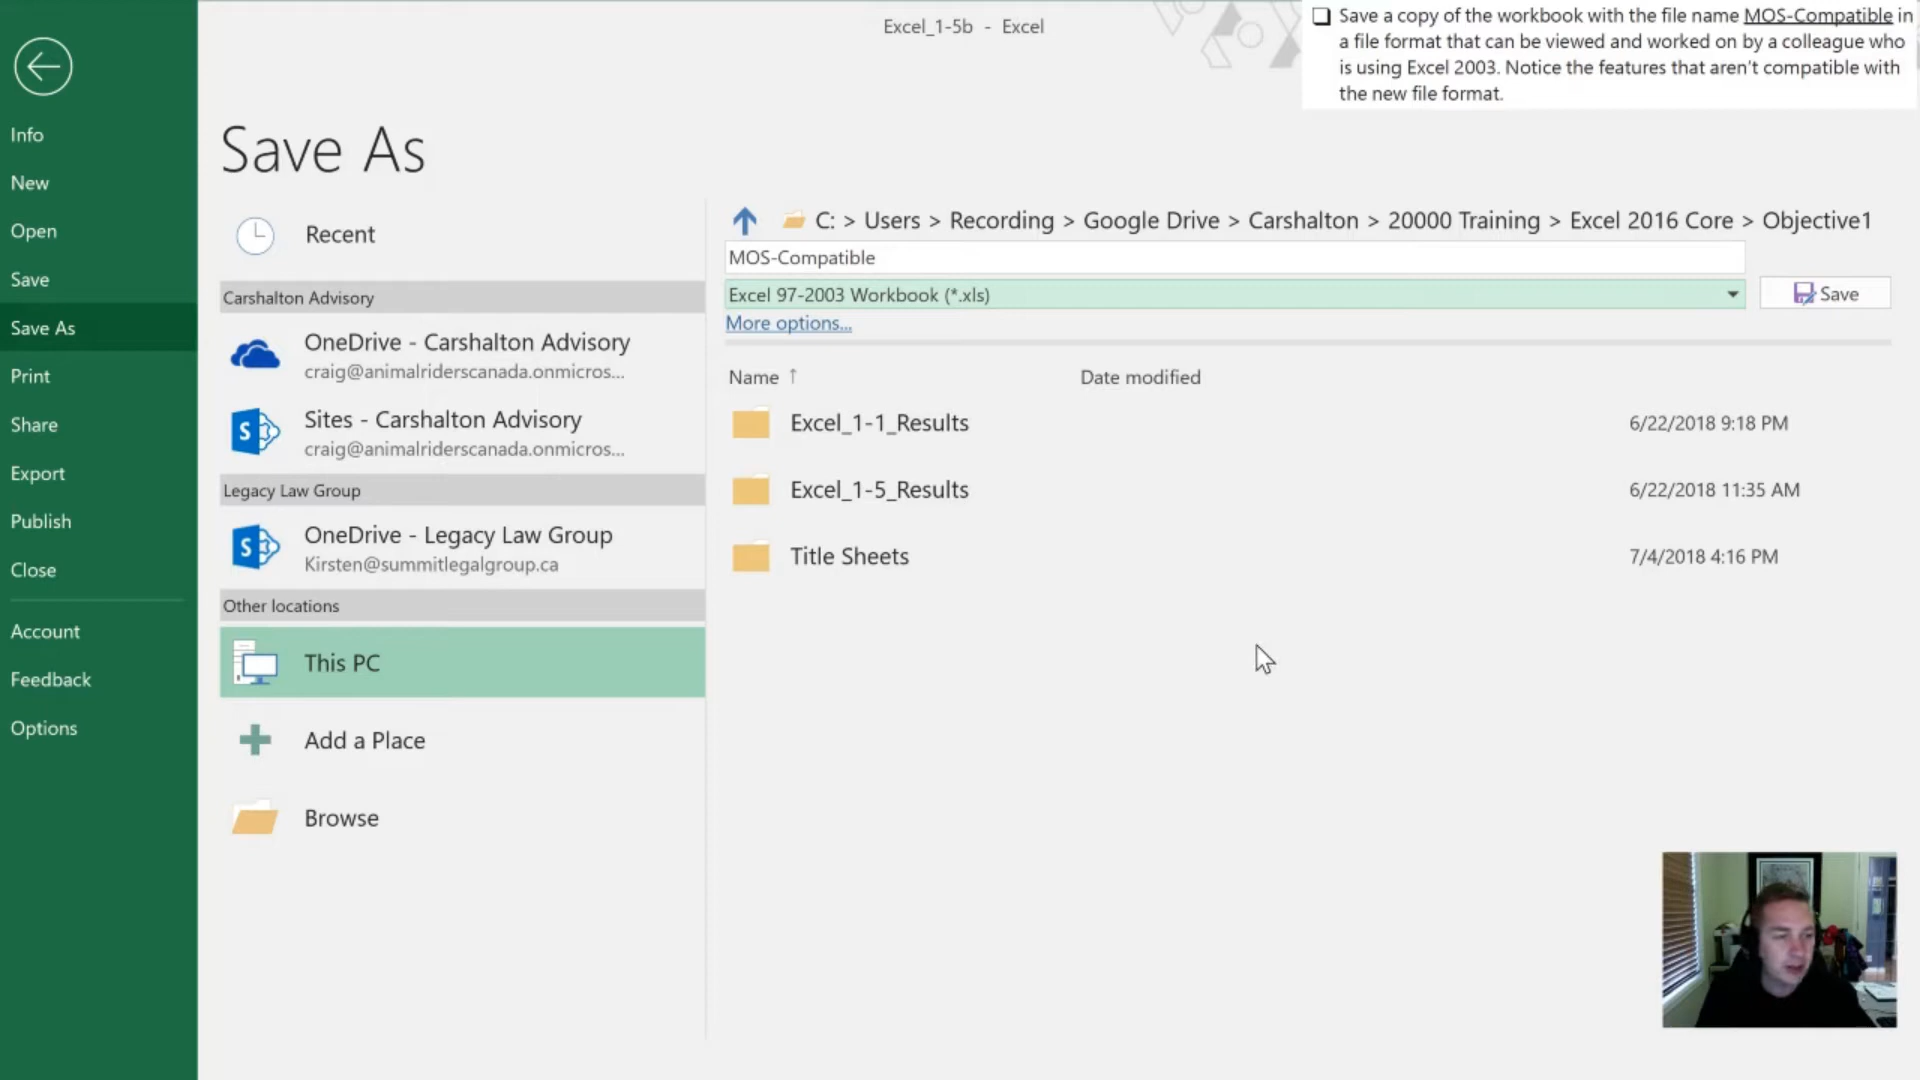 Excel_1-5b - Excel
Save a copy of the workbook with the file name MOS-Compatible in
a file format that can be viewed and worked on by a colleague who
is using Excel 2003. Notice the features that aren't compatible with
the new file format.
Info
New
Open
Save
Save As
Print
Share
Export
Publish
Close
Account
Feedback
Options
Save As
Recent
Carshalton Advisory
OneDrive - Carshalton Advisory
craig@animalriderscanada.onmicros...
Sites - Carshalton Advisory
craig@animalriderscanada.onmicros...
Legacy Law Group
OneDrive - Legacy Law Group
Kirsten@summitlegalgroup.ca
Other locations
This PC
Add a Place
Browse
C: > Users > Recording > Google Drive > Carshalton > 20000 Training > Excel 2016 Core > Objective1
MOS-Compatible
Excel 97-2003 Workbook (*.xls)
Save
More options...
Name ↑ Date modified
Excel_1-1_Results 6/22/2018 9:18 PM
Excel_1-5_Results 6/22/2018 11:35 AM
Title Sheets 7/4/2018 4:16 PM